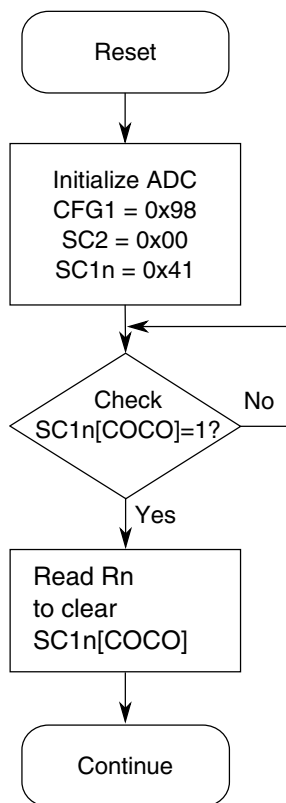 Reset
Initialize ADC
CFG1 = 0x98
SC2 = 0x00
SC1n = 0x41
Check
SC1n[COCO]=1?
No
Yes
Read Rn
to clear
SC1n[COCO]
Continue